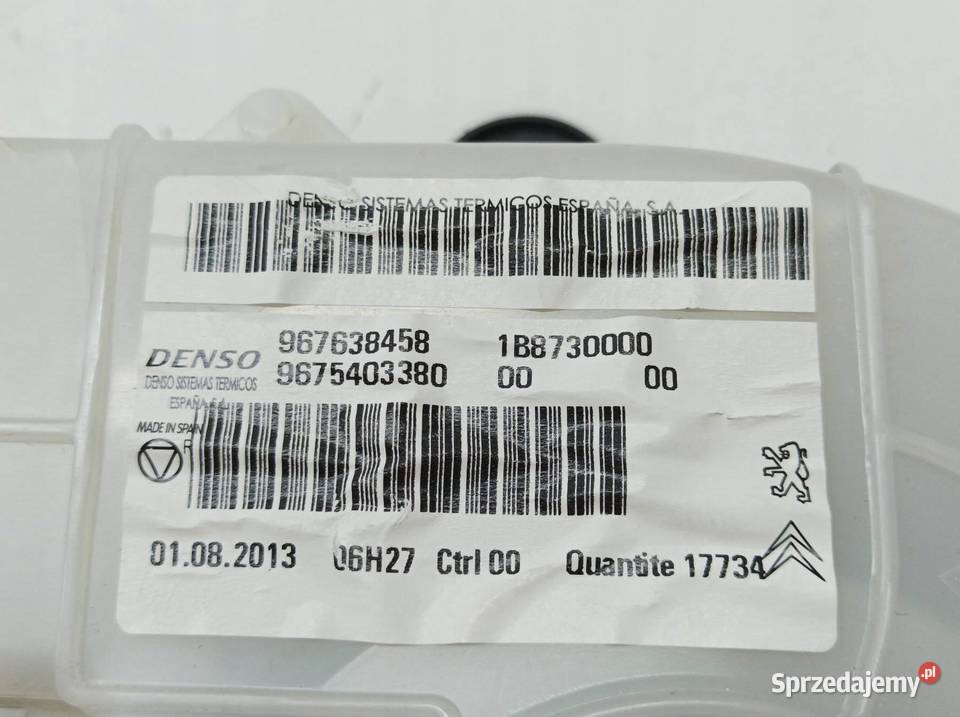 DENSO SISTEMAS TERMICOS ESPAÑA, S.A.
967638458 1B8730000
DENSO 9675403380 00 00
DENSO SISTEMAS TERMICOS
ESPAÑA, S.A.
MADE IN SPAIN
R
01.08.2013 06H27 Ctrl 00 Quantite 17734
Sprzedajemy.pl